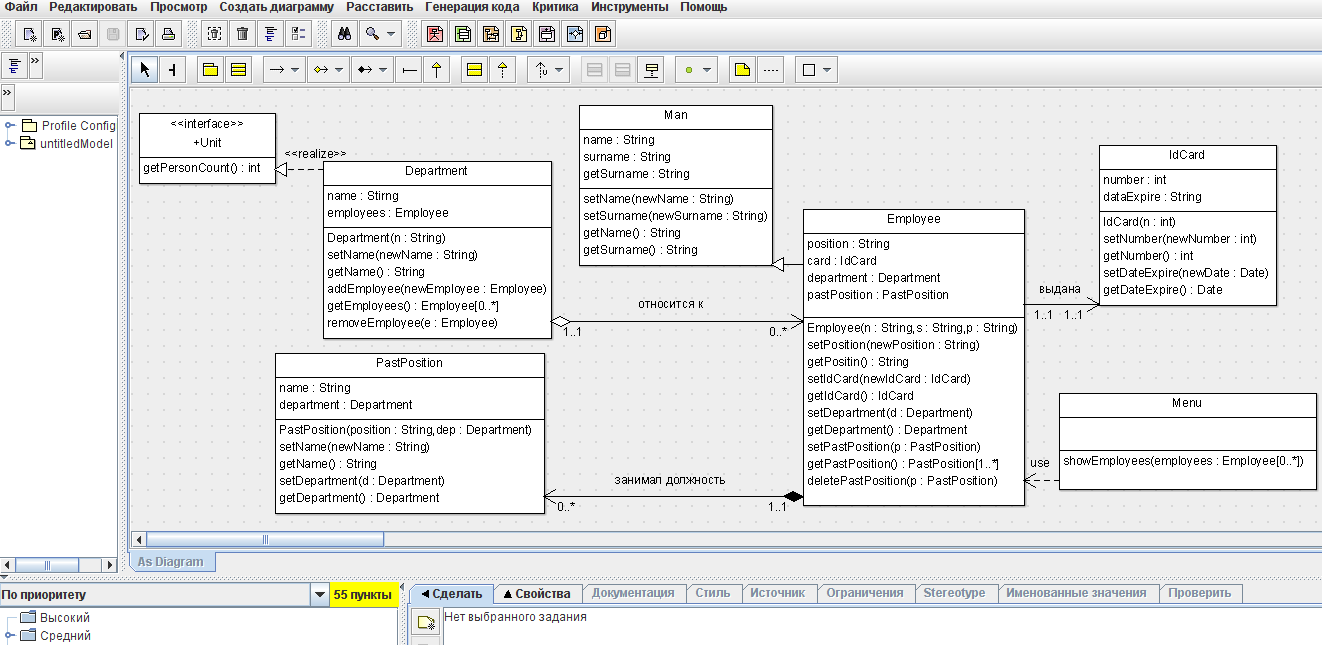 Файл Редактировать Просмотр Создать диаграмму Расставить Генерация кода Критика Инструменты Помощь
Profile Config
untitledModel
<<interface>>
+Unit
getPersonCount() : int
<<realize>>
Department
name : Stirng
employees : Employee
Department(n : String)
setName(newName : String)
getName() : String
addEmployee(newEmployee : Employee)
getEmployees() : Employee[0..*]
removeEmployee(e : Employee)
Man
name : String
surname : String
getSurname : String
setName(newName : String)
setSurname(newSurname : String)
getName() : String
getSurname() : String
относится к
1..1
0..*
Employee
position : String
card : IdCard
department : Department
pastPosition : PastPosition
Employee(n : String,s : String,p : String)
setPosition(newPosition : String)
getPositin() : String
setIdCard(newIdCard : IdCard)
getIdCard() : IdCard
setDepartment(d : Department)
getDepartment() : Department
setPastPosition(p : PastPosition)
getPastPosition() : PastPosition[1..*]
deletePastPosition(p : PastPosition)
IdCard
number : int
dataExpire : String
IdCard(n : int)
setNumber(newNumber : int)
getNumber() : int
setDateExpire(newDate : Date)
getDateExpire() : Date
выдана
1..1 1..1
PastPosition
name : String
department : Department
PastPosition(position : String,dep : Department)
setName(newName : String)
getName() : String
setDepartment(d : Department)
getDepartment() : Department
занимал должность
0..*
1..1
use
Menu
showEmployees(employees : Employee[0..*])
As Diagram
По приоритету
55 пункты
Высокий
Средний
Сделать Свойства Документации Стиль Источник Ограничения Stereotype Именованные значения Проверить
Нет выбранного задания